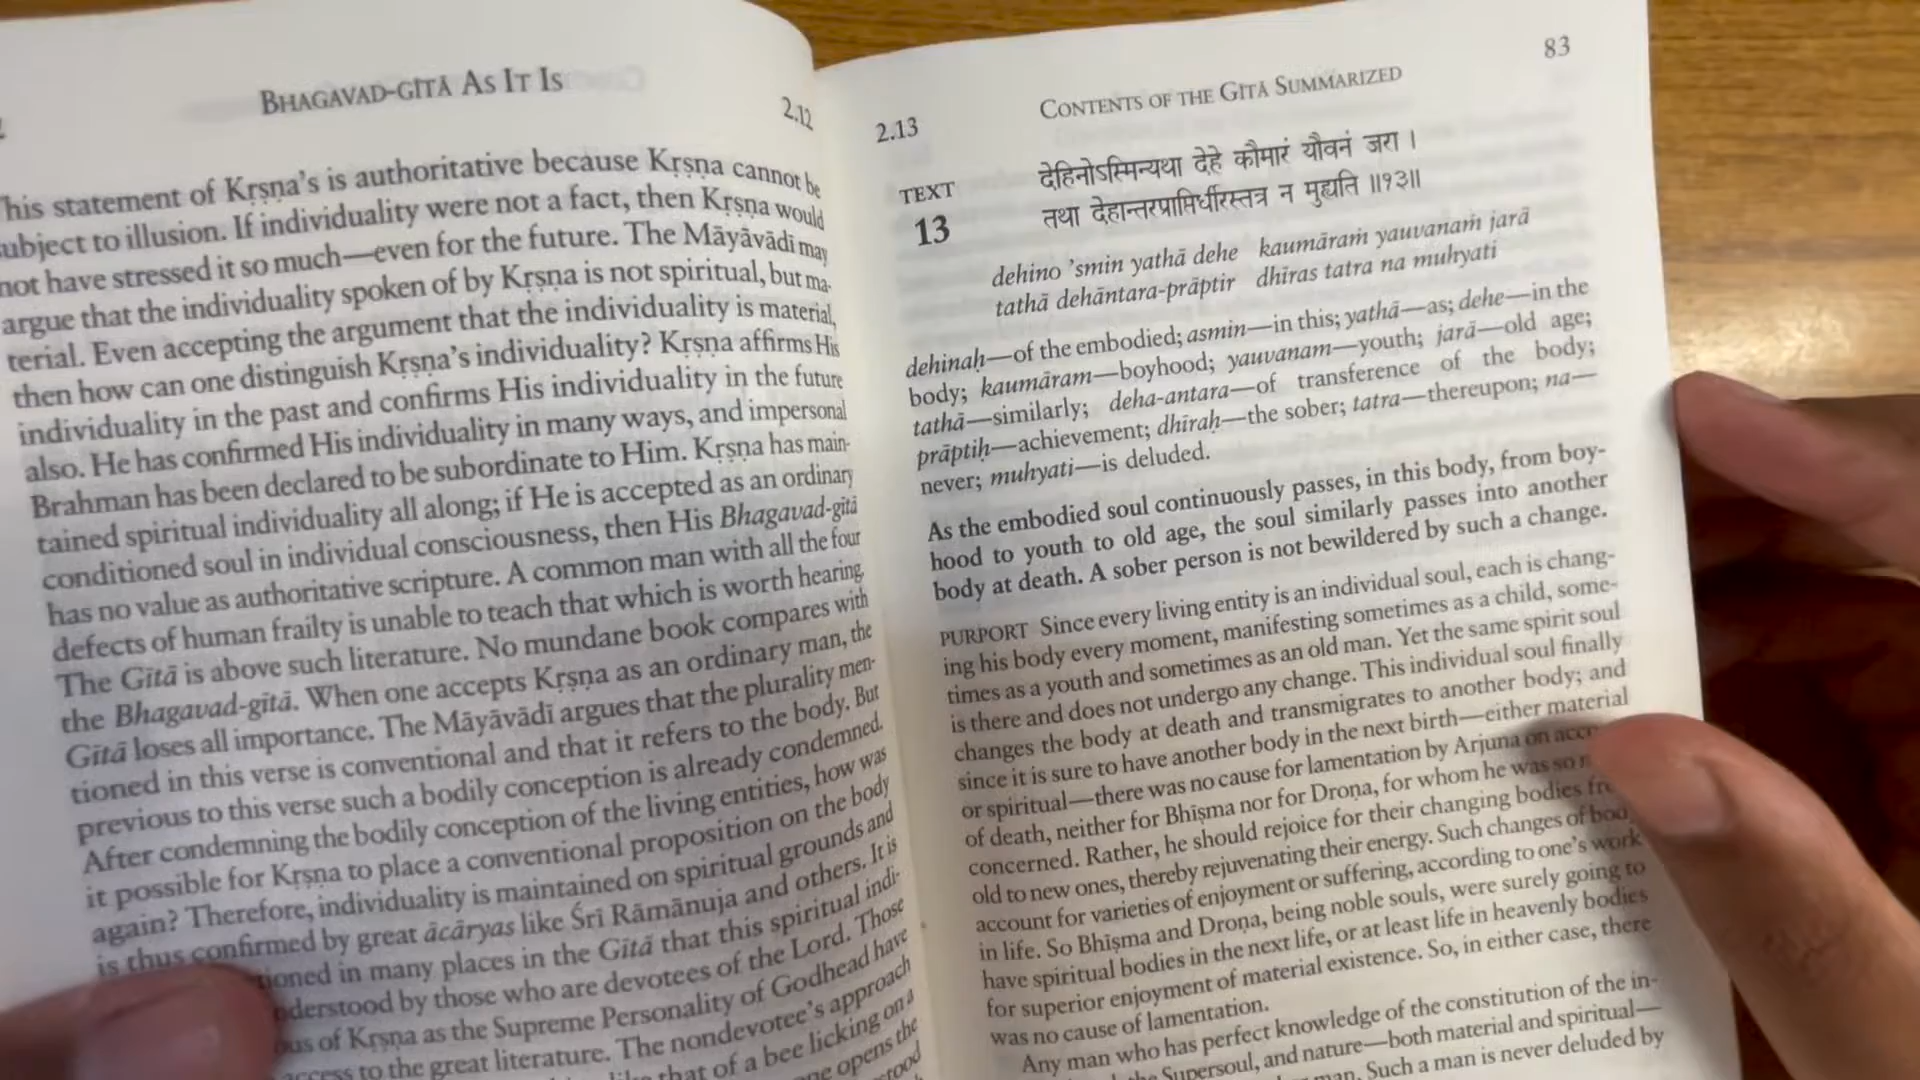 BHAGAVAD-GĪTĀ AS IT IS
2.12
his statement of Kṛṣṇa's is authoritative because Kṛṣṇa cannot be
ubject to illusion. If individuality were not a fact, then Kṛṣṇa would
not have stressed it so much—even for the future. The Māyāvādī may
argue that the individuality spoken of by Kṛṣṇa is not spiritual, but ma-
terial. Even accepting the argument that the individuality is material,
then how can one distinguish Kṛṣṇa's individuality? Kṛṣṇa affirms His
individuality in the past and confirms His individuality in the future
also. He has confirmed His individuality in many ways, and impersonal
Brahman has been declared to be subordinate to Him. Kṛṣṇa has main-
tained spiritual individuality all along; if He is accepted as an ordinary
conditioned soul in individual consciousness, then His Bhagavad-gītā
has no value as authoritative scripture. A common man with all the four
defects of human frailty is unable to teach that which is worth hearing.
The Gītā is above such literature. No mundane book compares with
the Bhagavad-gītā. When one accepts Kṛṣṇa as an ordinary man, the
Gītā loses all importance. The Māyāvādī argues that the plurality men-
tioned in this verse is conventional and that it refers to the body. But
previous to this verse such a bodily conception is already condemned.
After condemning the bodily conception of the living entities, how was
it possible for Kṛṣṇa to place a conventional proposition on the body
again? Therefore, individuality is maintained on spiritual grounds and
is thus confirmed by great ācāryas like Śrī Rāmānuja and others. It is
tioned in many places in the Gītā that this spiritual indi-
nderstood by those who are devotees of the Lord. Those
ous of Kṛṣṇa as the Supreme Personality of Godhead have
access to the great literature. The nondevotee's approach
that of a bee licking on a
one opens the
stood
83
CONTENTS OF THE GĪTĀ SUMMARIZED
2.13
देहिनोऽस्मिन्यथा देहे कौमारं यौवनं जरा ।
तथा देहान्तरप्राप्तिर्धीरस्तत्र न मुह्यति ॥१३॥
TEXT
13
dehino 'smin yathā dehe kaumāraṁ yauvanaṁ jarā
tathā dehāntara-prāptir dhīras tatra na muhyati
dehinaḥ—of the embodied; asmin—in this; yathā—as; dehe—in the
body; kaumāram—boyhood; yauvanam—youth; jarā—old age;
tathā—similarly; deha-antara—of transference of the body;
prāptiḥ—achievement; dhīraḥ—the sober; tatra—thereupon; na—
never; muhyati—is deluded.
As the embodied soul continuously passes, in this body, from boy-
hood to youth to old age, the soul similarly passes into another
body at death. A sober person is not bewildered by such a change.
PURPORT Since every living entity is an individual soul, each is chang-
ing his body every moment, manifesting sometimes as a child, some-
times as a youth and sometimes as an old man. Yet the same spirit soul
is there and does not undergo any change. This individual soul finally
changes the body at death and transmigrates to another body; and
since it is sure to have another body in the next birth—either material
or spiritual—there was no cause for lamentation by Arjuna on
of death, neither for Bhīṣma nor for Droṇa, for whom he was so
concerned. Rather, he should rejoice for their changing bodies
old to new ones, thereby rejuvenating their energy. Such changes of
account for varieties of enjoyment or suffering, according to one's work
in life. So Bhīṣma and Droṇa, being noble souls, were surely going to
have spiritual bodies in the next life, or at least life in heavenly bodies
for superior enjoyment of material existence. So, in either case, there
was no cause of lamentation.
Any man who has perfect knowledge of the constitution of the in-
Supersoul, and nature—both material and spiritual—
man. Such a man is never deluded by